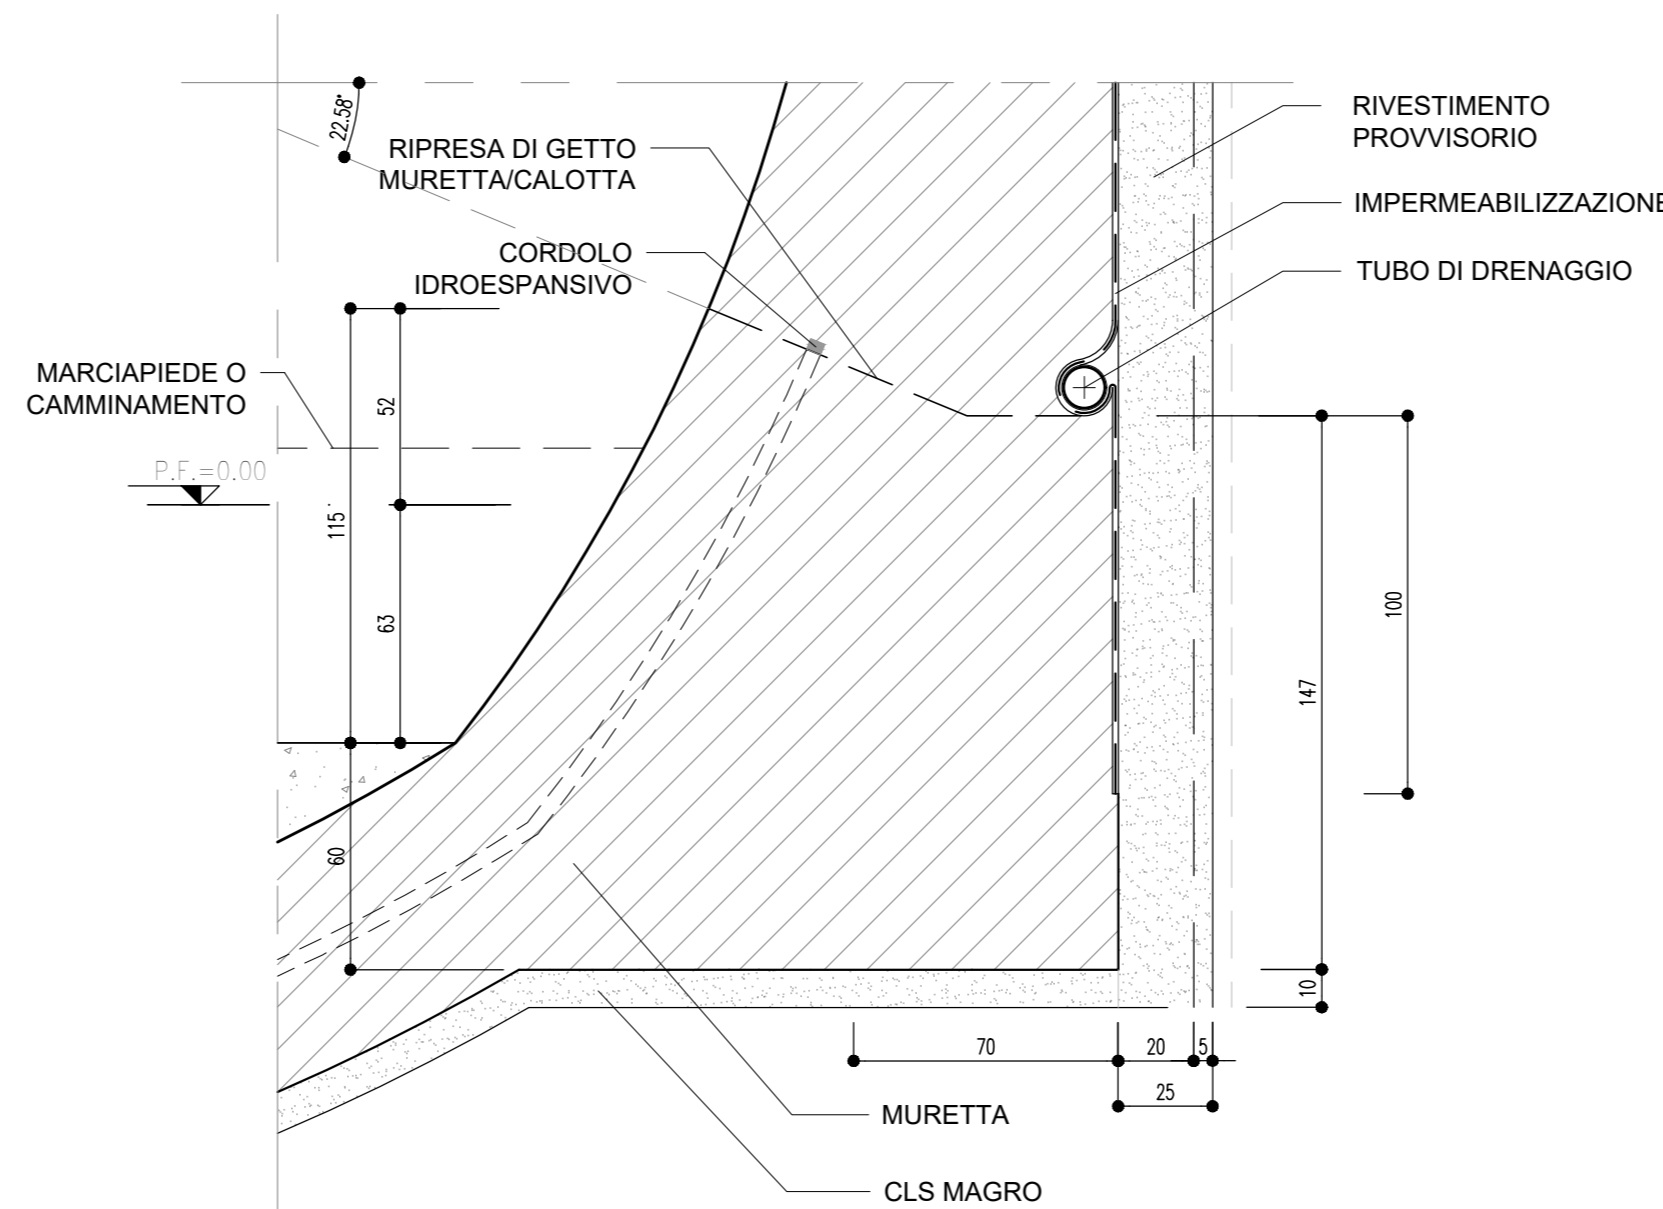 22.58°
RIPRESA DI GETTO
MURETTA/CALOTTA
CORDOLO
IDROESPANSIVO
RIVESTIMENTO
PROVVISORIO
IMPERMEABILIZZAZIONE
TUBO DI DRENAGGIO
MARCIAPIEDE O
CAMMINAMENTO
P.F.=0.00
52
115
63
60
100
147
10
70
20
5
25
MURETTA
CLS MAGRO